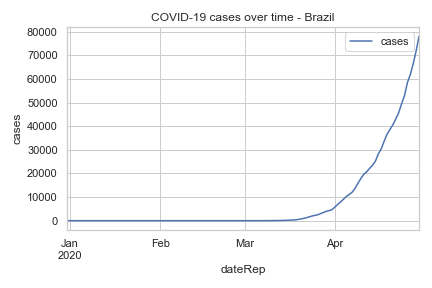 COVID-19 cases over time - Brazil
cases
80000
70000
60000
50000
40000
30000
20000
10000
0
cases
Jan Feb Mar Apr
2020
dateRep